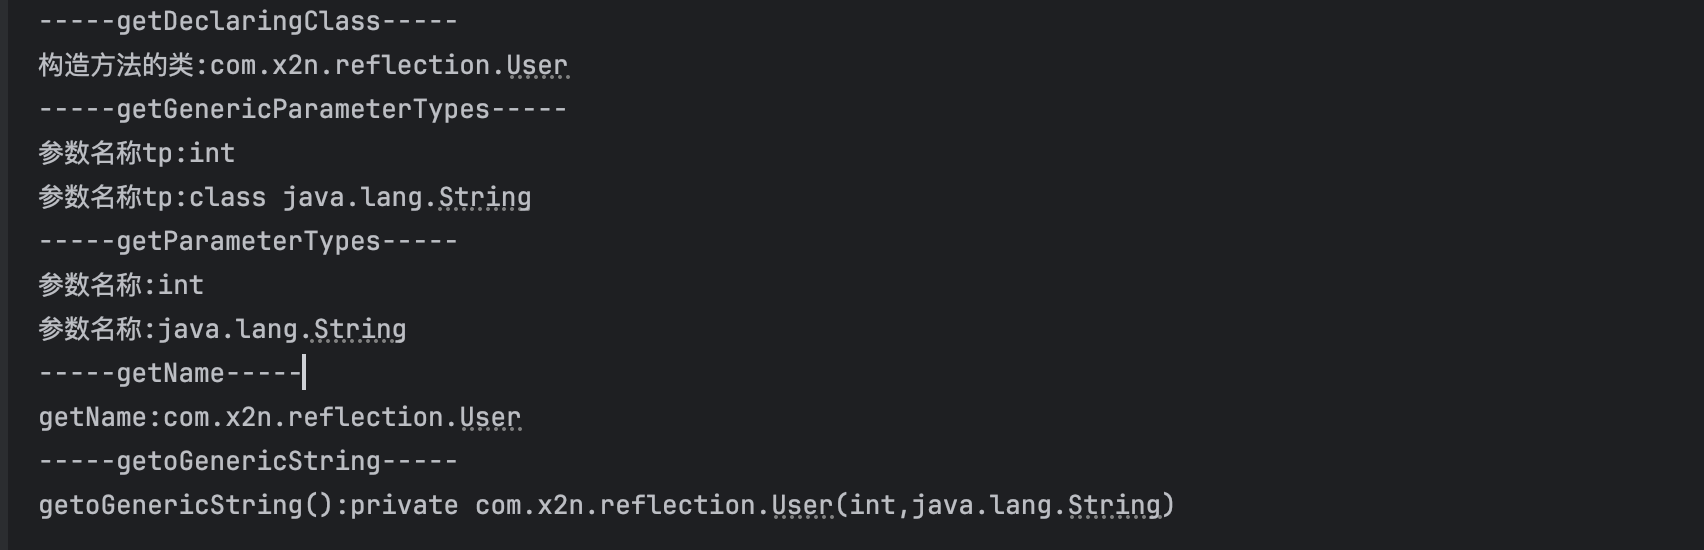 -----getDeclaringClass-----
构造方法的类:com.x2n.reflection.User
-----getGenericParameterTypes-----
参数名称tp:int
参数名称tp:class java.lang.String
-----getParameterTypes-----
参数名称:int
参数名称:java.lang.String
-----getName-----
getName:com.x2n.reflection.User
-----getoGenericString-----
getoGenericString():private com.x2n.reflection.User(int,java.lang.String)